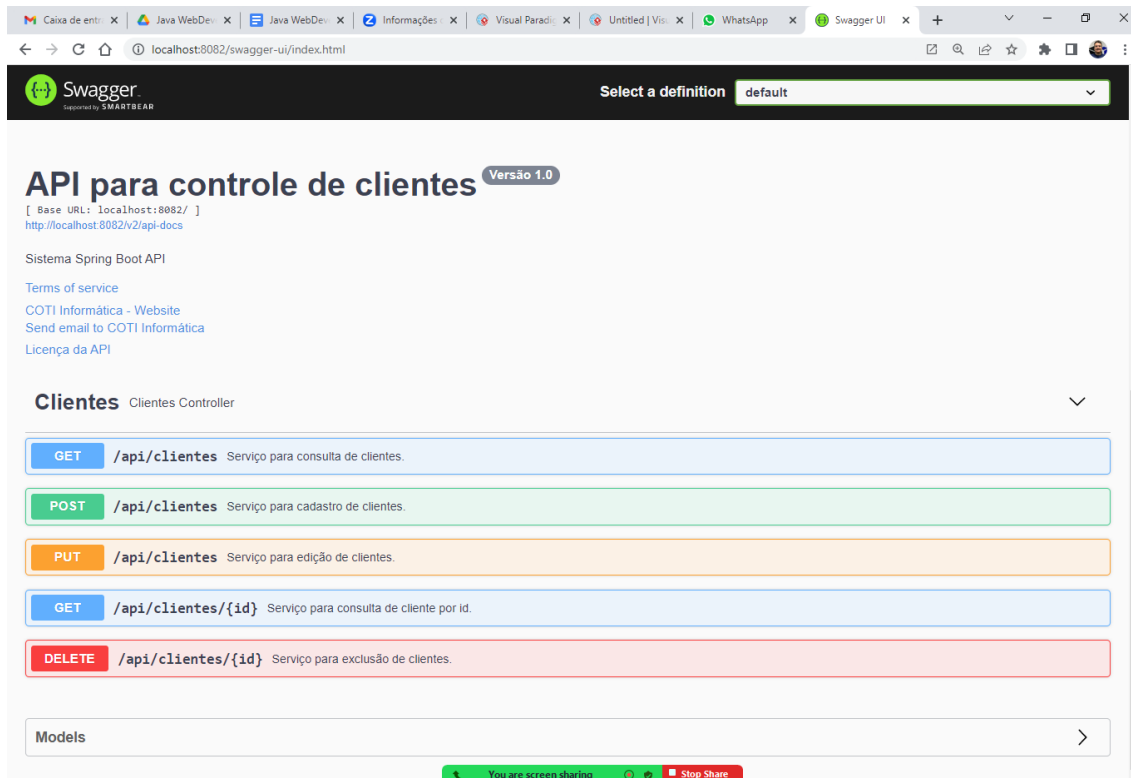 Caixa de entr
Java WebDev
Java WebDev
Informações
Visual Paradig
Untitled | Visu
WhatsApp
Swagger UI
localhost:8082/swagger-ui/index.html
Swagger
Supported by SMARTBEAR
Select a definition
default
API para controle de clientes Versão 1.0
[ Base URL: localhost:8082/ ]
http://localhost:8082/v2/api-docs
Sistema Spring Boot API
Terms of service
COTI Informática - Website
Send email to COTI Informática
Licença da API
Clientes Clientes Controller
GET /api/clientes Serviço para consulta de clientes.
POST /api/clientes Serviço para cadastro de clientes.
PUT /api/clientes Serviço para edição de clientes.
GET /api/clientes/{id} Serviço para consulta de cliente por id.
DELETE /api/clientes/{id} Serviço para exclusão de clientes.
Models
You are screen sharing
Stop Share